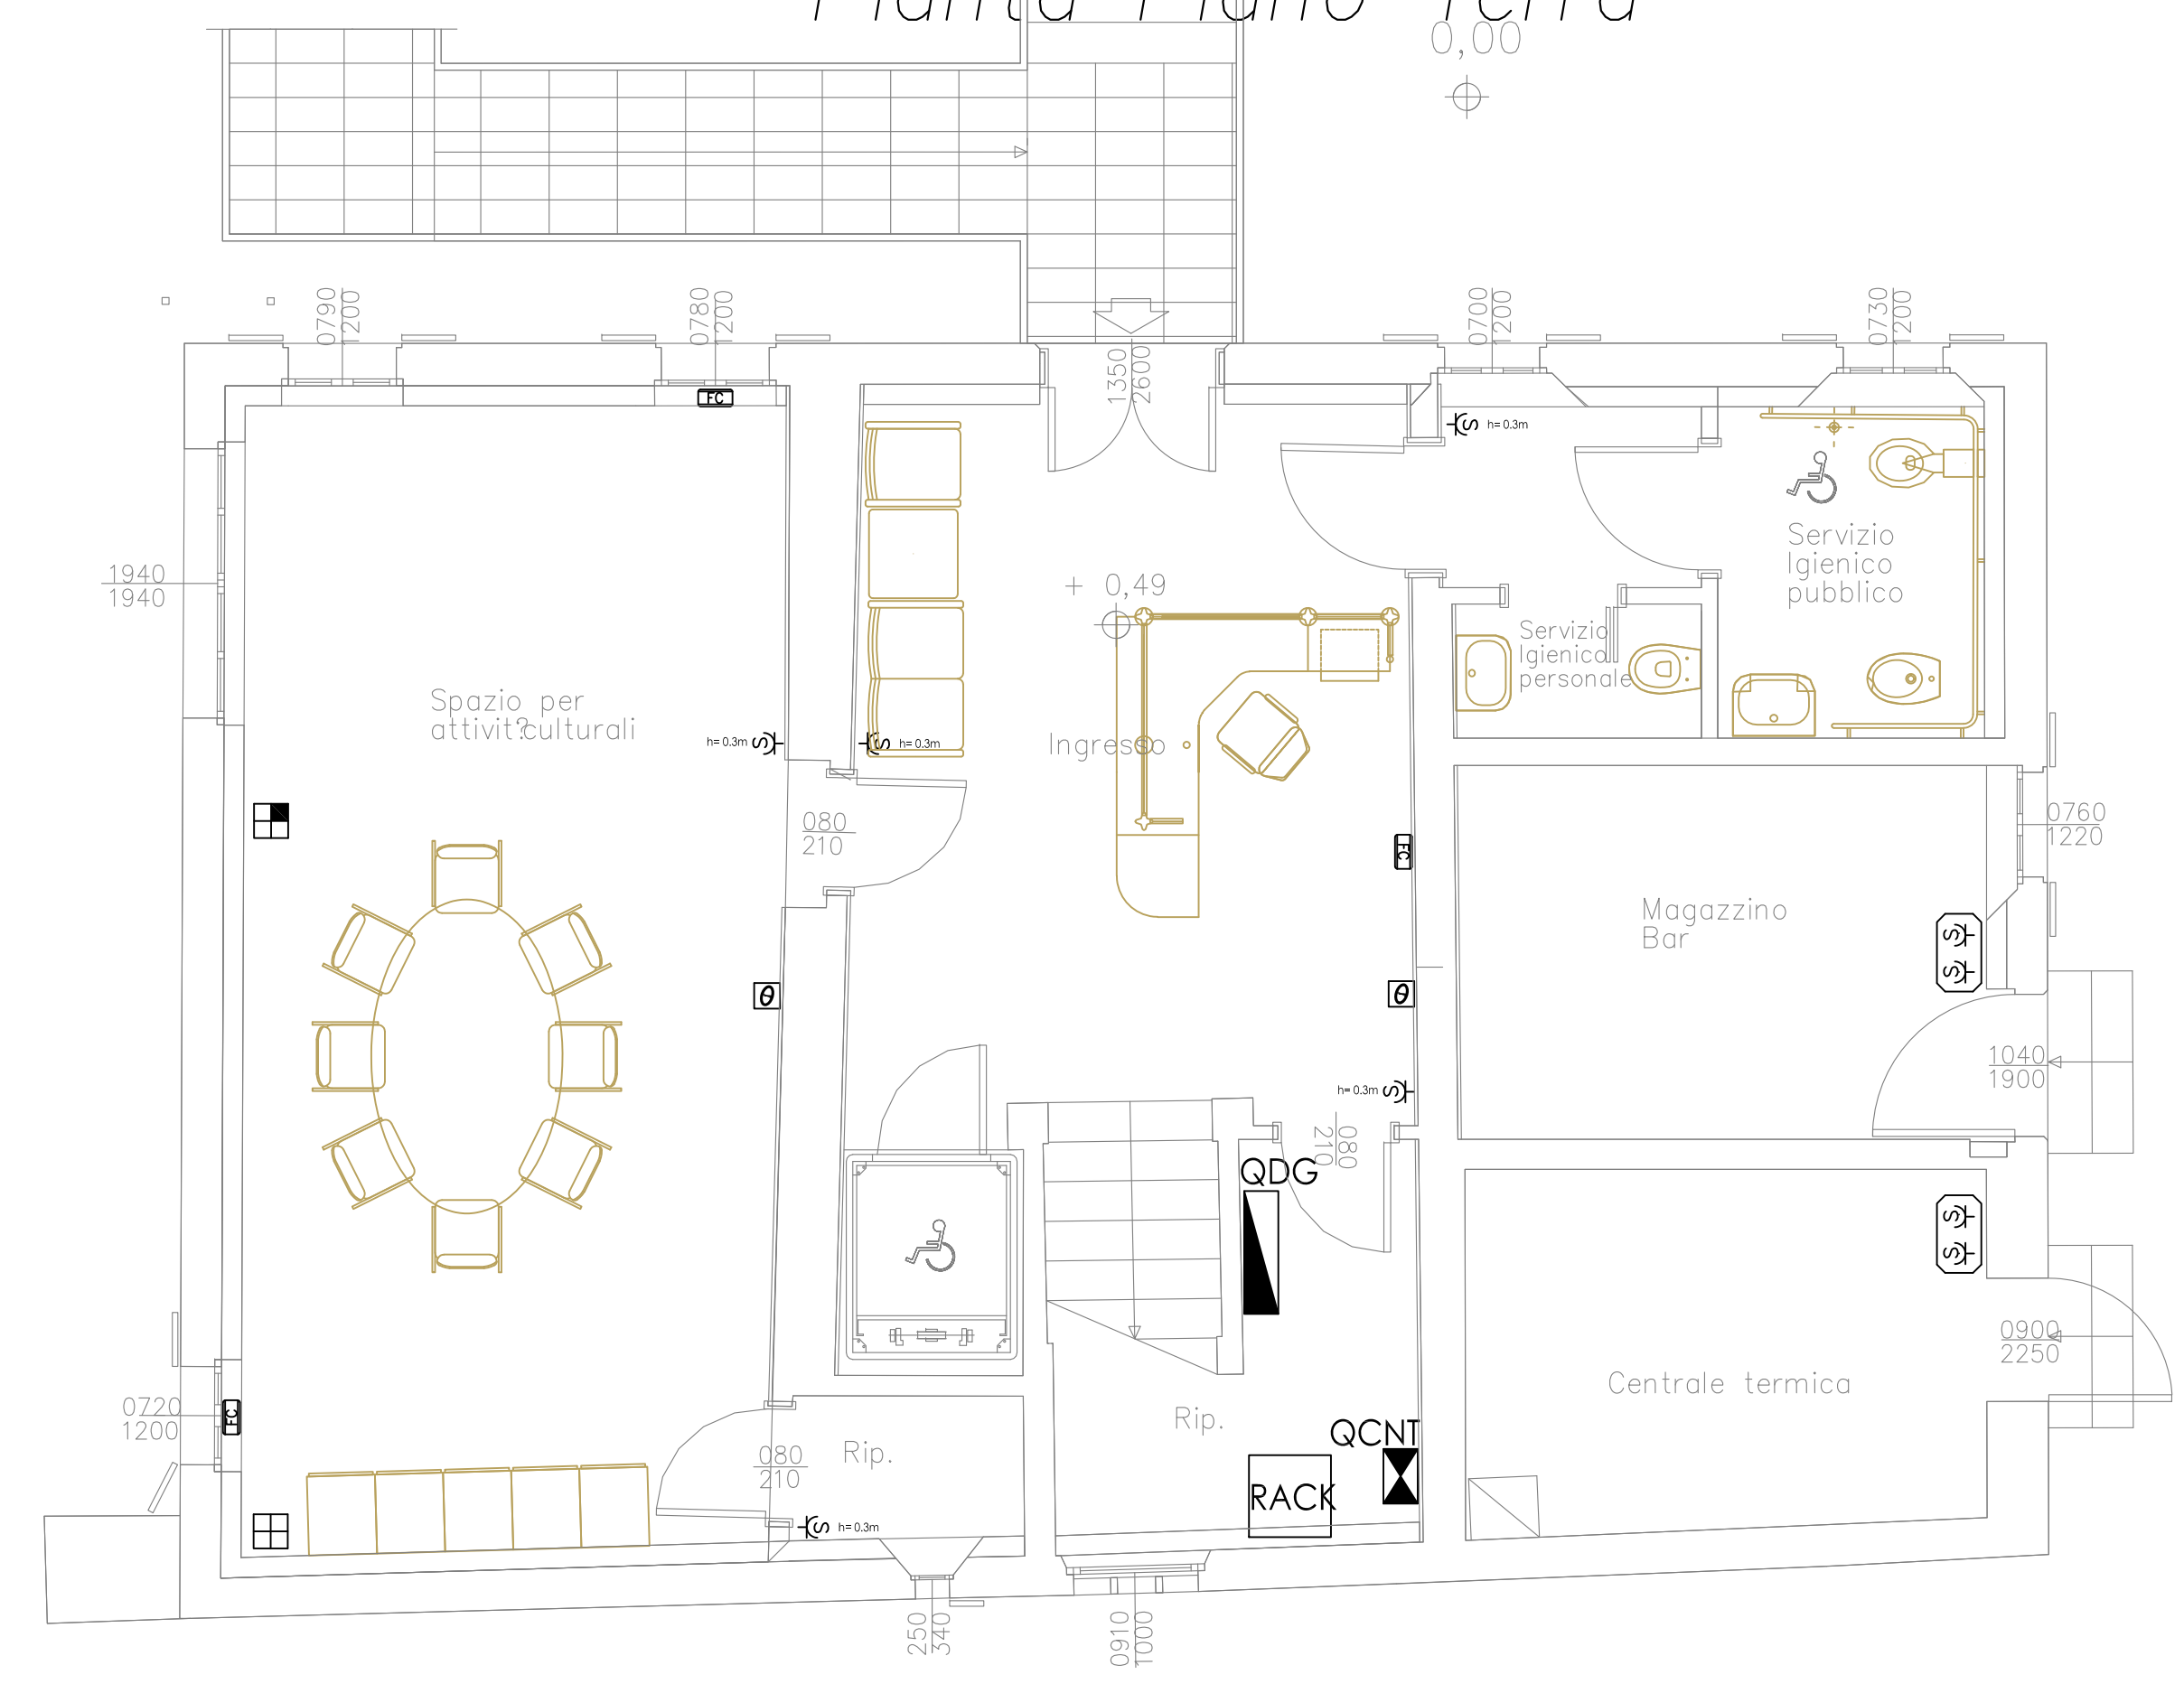 Pianta Piano Terra
0,00
0790
1200
0780
1200
1350
2600
0700
1200
0730
1200
FC
h=0.3m
1940
1940
+ 0,49
Servizio
Igienico
pubblico
Servizio
Igienico
personale
Spazio per
attivit?culturali
h=0.3m
h=0.3m
Ingresso
080
210
0760
1220
FC
Magazzino
Bar
θ
θ
1040
1900
h= 0.3m
080
210
QDG
0900
2250
Centrale termica
0720
1200
FC
Rip.
Rip.
QCNT
080
210
RACK
h=0.3m
250
340
0910
1000